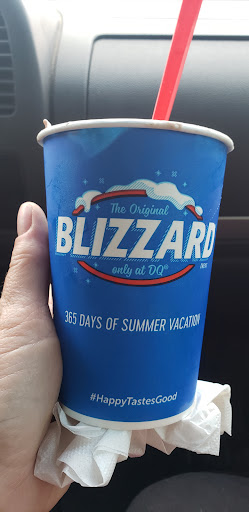 The Original
BLIZZARD
only at DQ®
365 DAYS OF SUMMER VACATION
#HappyTastesGood